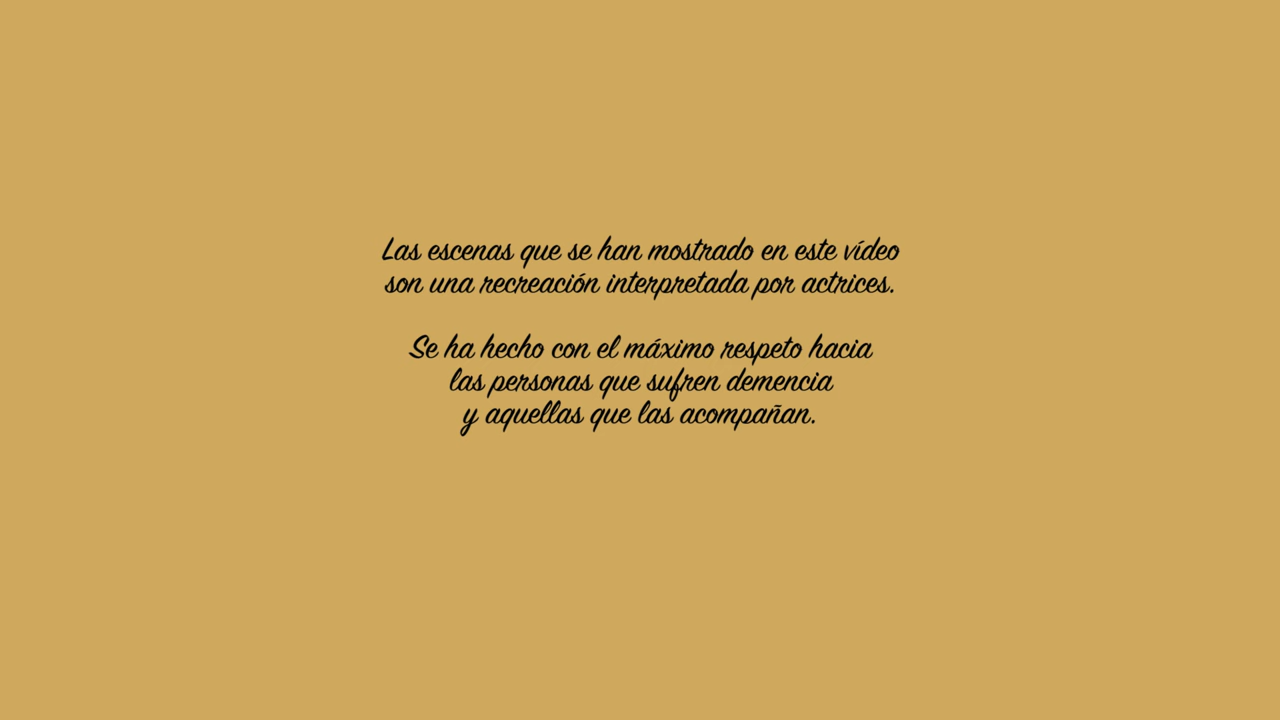 Las escenas que se han mostrado en este vídeo
son una recreación interpretada por actrices.
Se ha hecho con el máximo respeto hacia
las personas que sufren demencia
y aquellas que las acompañan.